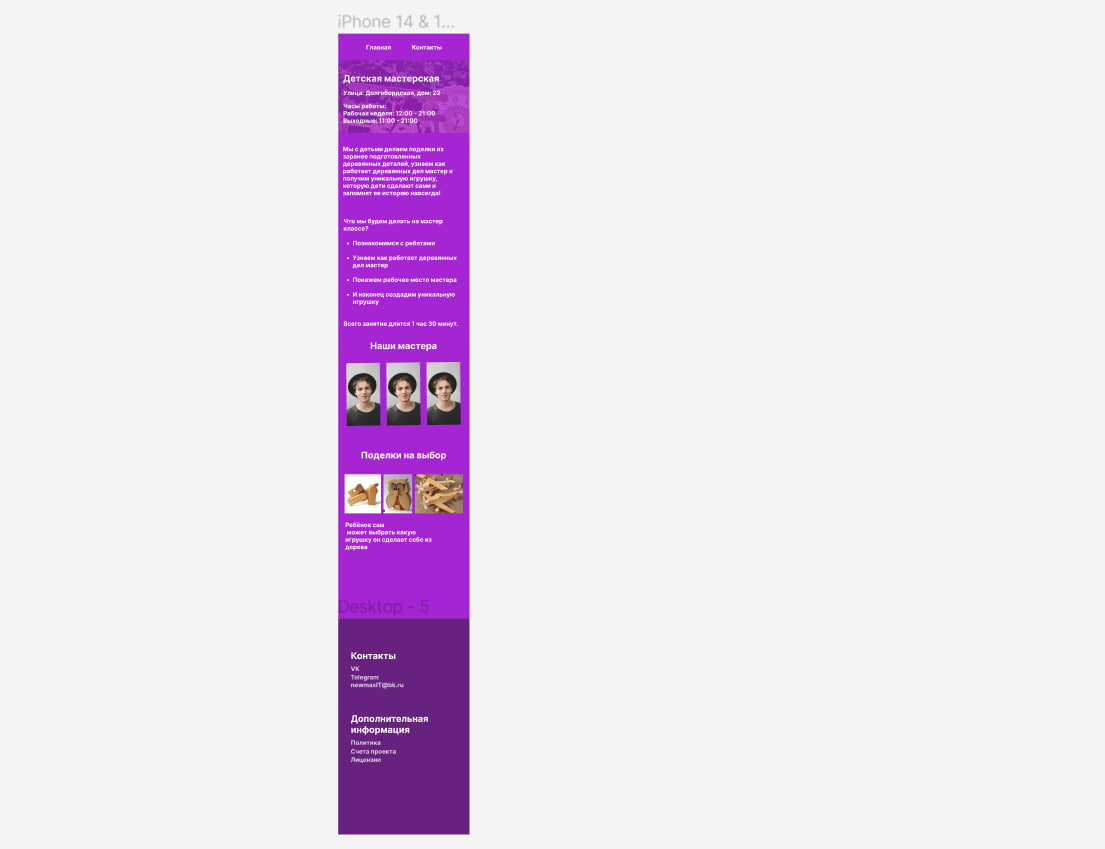 iPhone 14 & 1...
Главная Контакты
Детская мастерская
Улица: Долгобордская, дом: 22
Часы работы:
Рабочая неделя: 12:00 - 21:00
Выходные: 11:00 - 21:00
Мы с детьми делаем поделки из
заранее подготовленных
деревянных деталей, узнаем как
работает деревянных дел мастер и
получим уникальную игрушку,
которую дети сделают сами и
запомнят ее историю навсегда!
Что мы будем делать на мастер
классе?
• Познакомимся с ребятами
• Узнаем как работает деревянных
дел мастер
• Покажем рабочее место мастера
• И наконец создадим уникальную
игрушку
Всего занятие длится 1 час 30 минут.
Наши мастера
Поделки на выбор
Ребёнок сам
может выбрать какую
игрушку он сделает себе из
дерева
Desktop - 5
Контакты
VK
Telegram
newmaxIT@bk.ru
Дополнительная
информация
Политика
Счета проекта
Лицензии